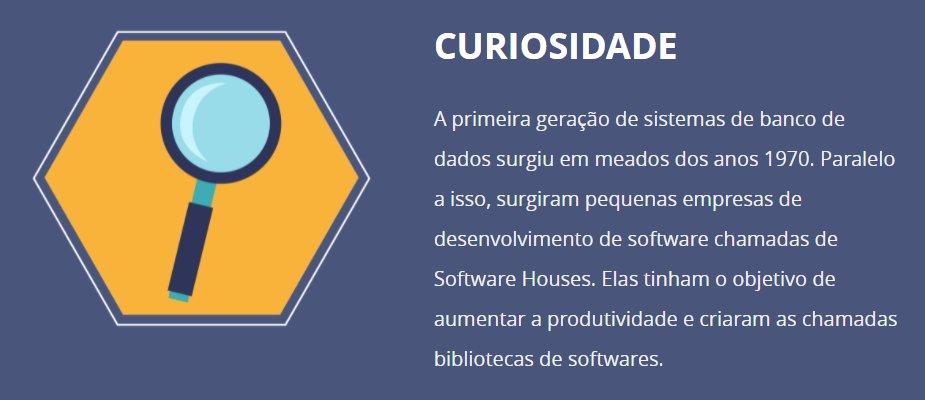 CURIOSIDADE
A primeira geração de sistemas de banco de
dados surgiu em meados dos anos 1970. Paralelo
a isso, surgiram pequenas empresas de
desenvolvimento de software chamadas de
Software Houses. Elas tinham o objetivo de
aumentar a produtividade e criaram as chamadas
bibliotecas de softwares.